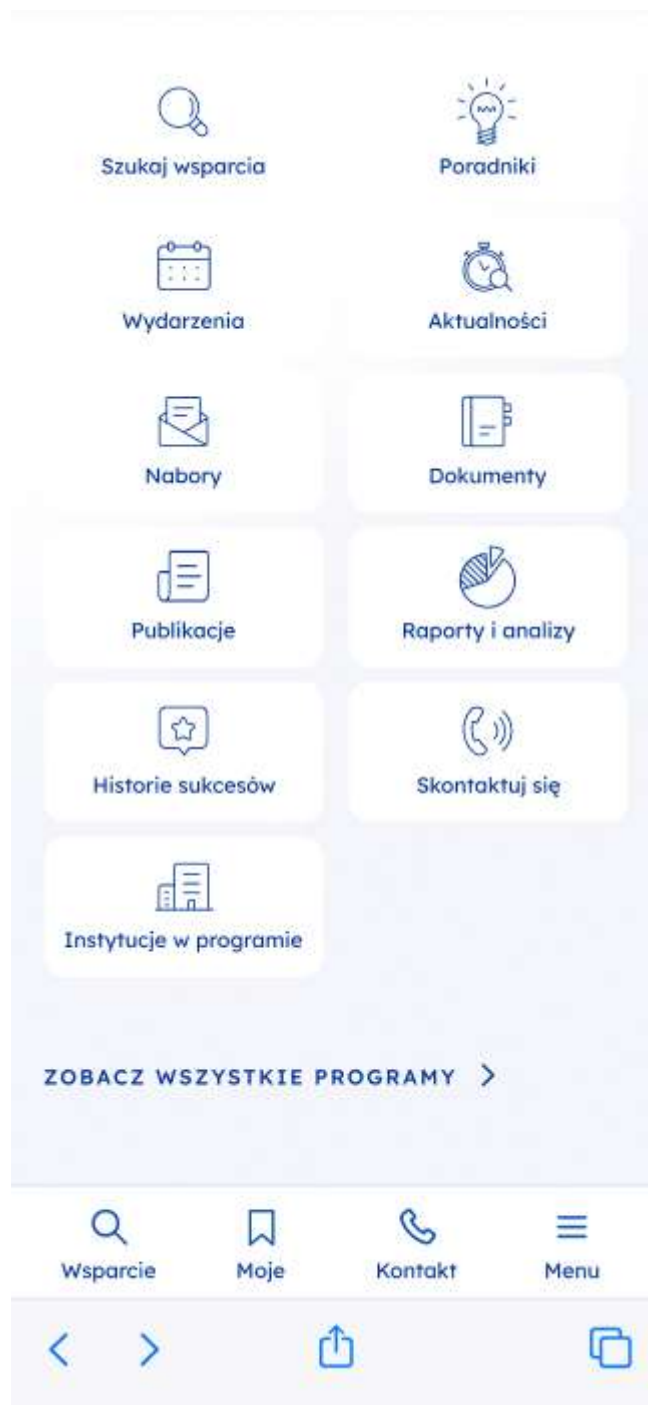 Szukaj wsparcia
Poradniki
Wydarzenia
Aktualności
Nabory
Dokumenty
Publikacje
Raporty i analizy
Historie sukcesów
Skontaktuj się
Instytucje w programie
ZOBACZ WSZYSTKIE PROGRAMY
Wsparcie
Moje
Kontakt
Menu